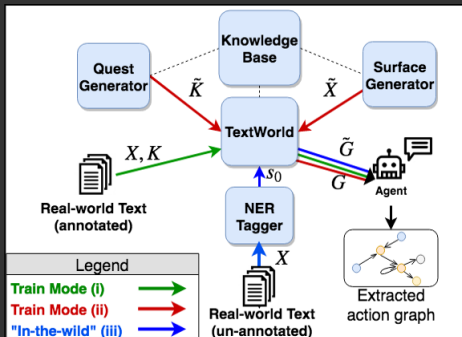 Knowledge
Base
Quest
Generator
Surface
Generator
K̃
X̃
TextWorld
X, K
G̃
G
s₀
Agent
Real-world Text
(annotated)
NER
Tagger
X
Extracted
action graph
Real-world Text
(un-annotated)
Legend
Train Mode (i)
Train Mode (ii)
"In-the-wild" (iii)